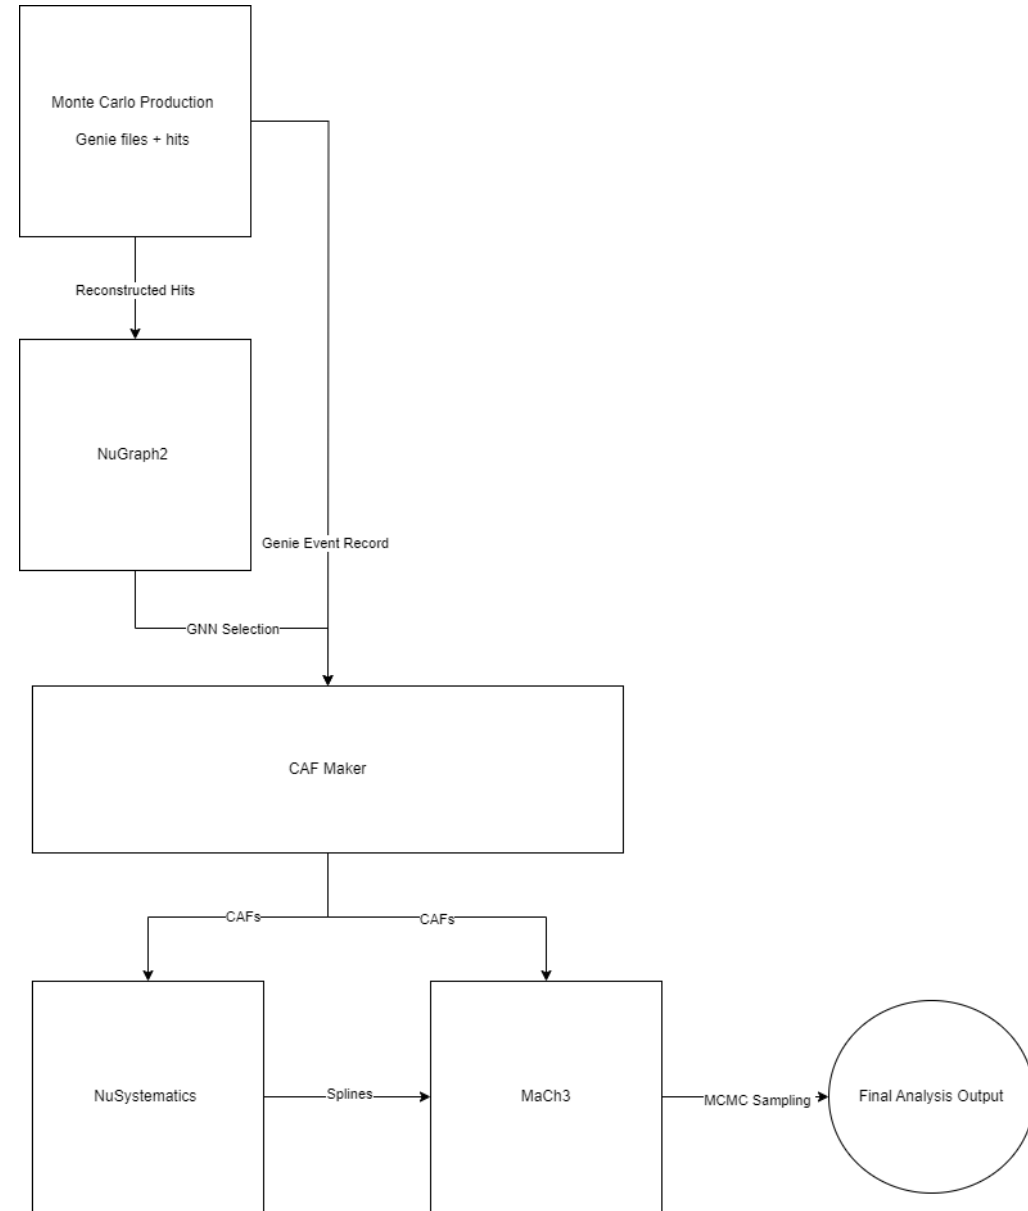 Monte Carlo Production
Genie files + hits
Reconstructed Hits
NuGraph2
Genie Event Record
GNN Selection
CAF Maker
CAFs
CAFs
NuSystematics
Splines
MaCh3
MCMC Sampling
Final Analysis Output